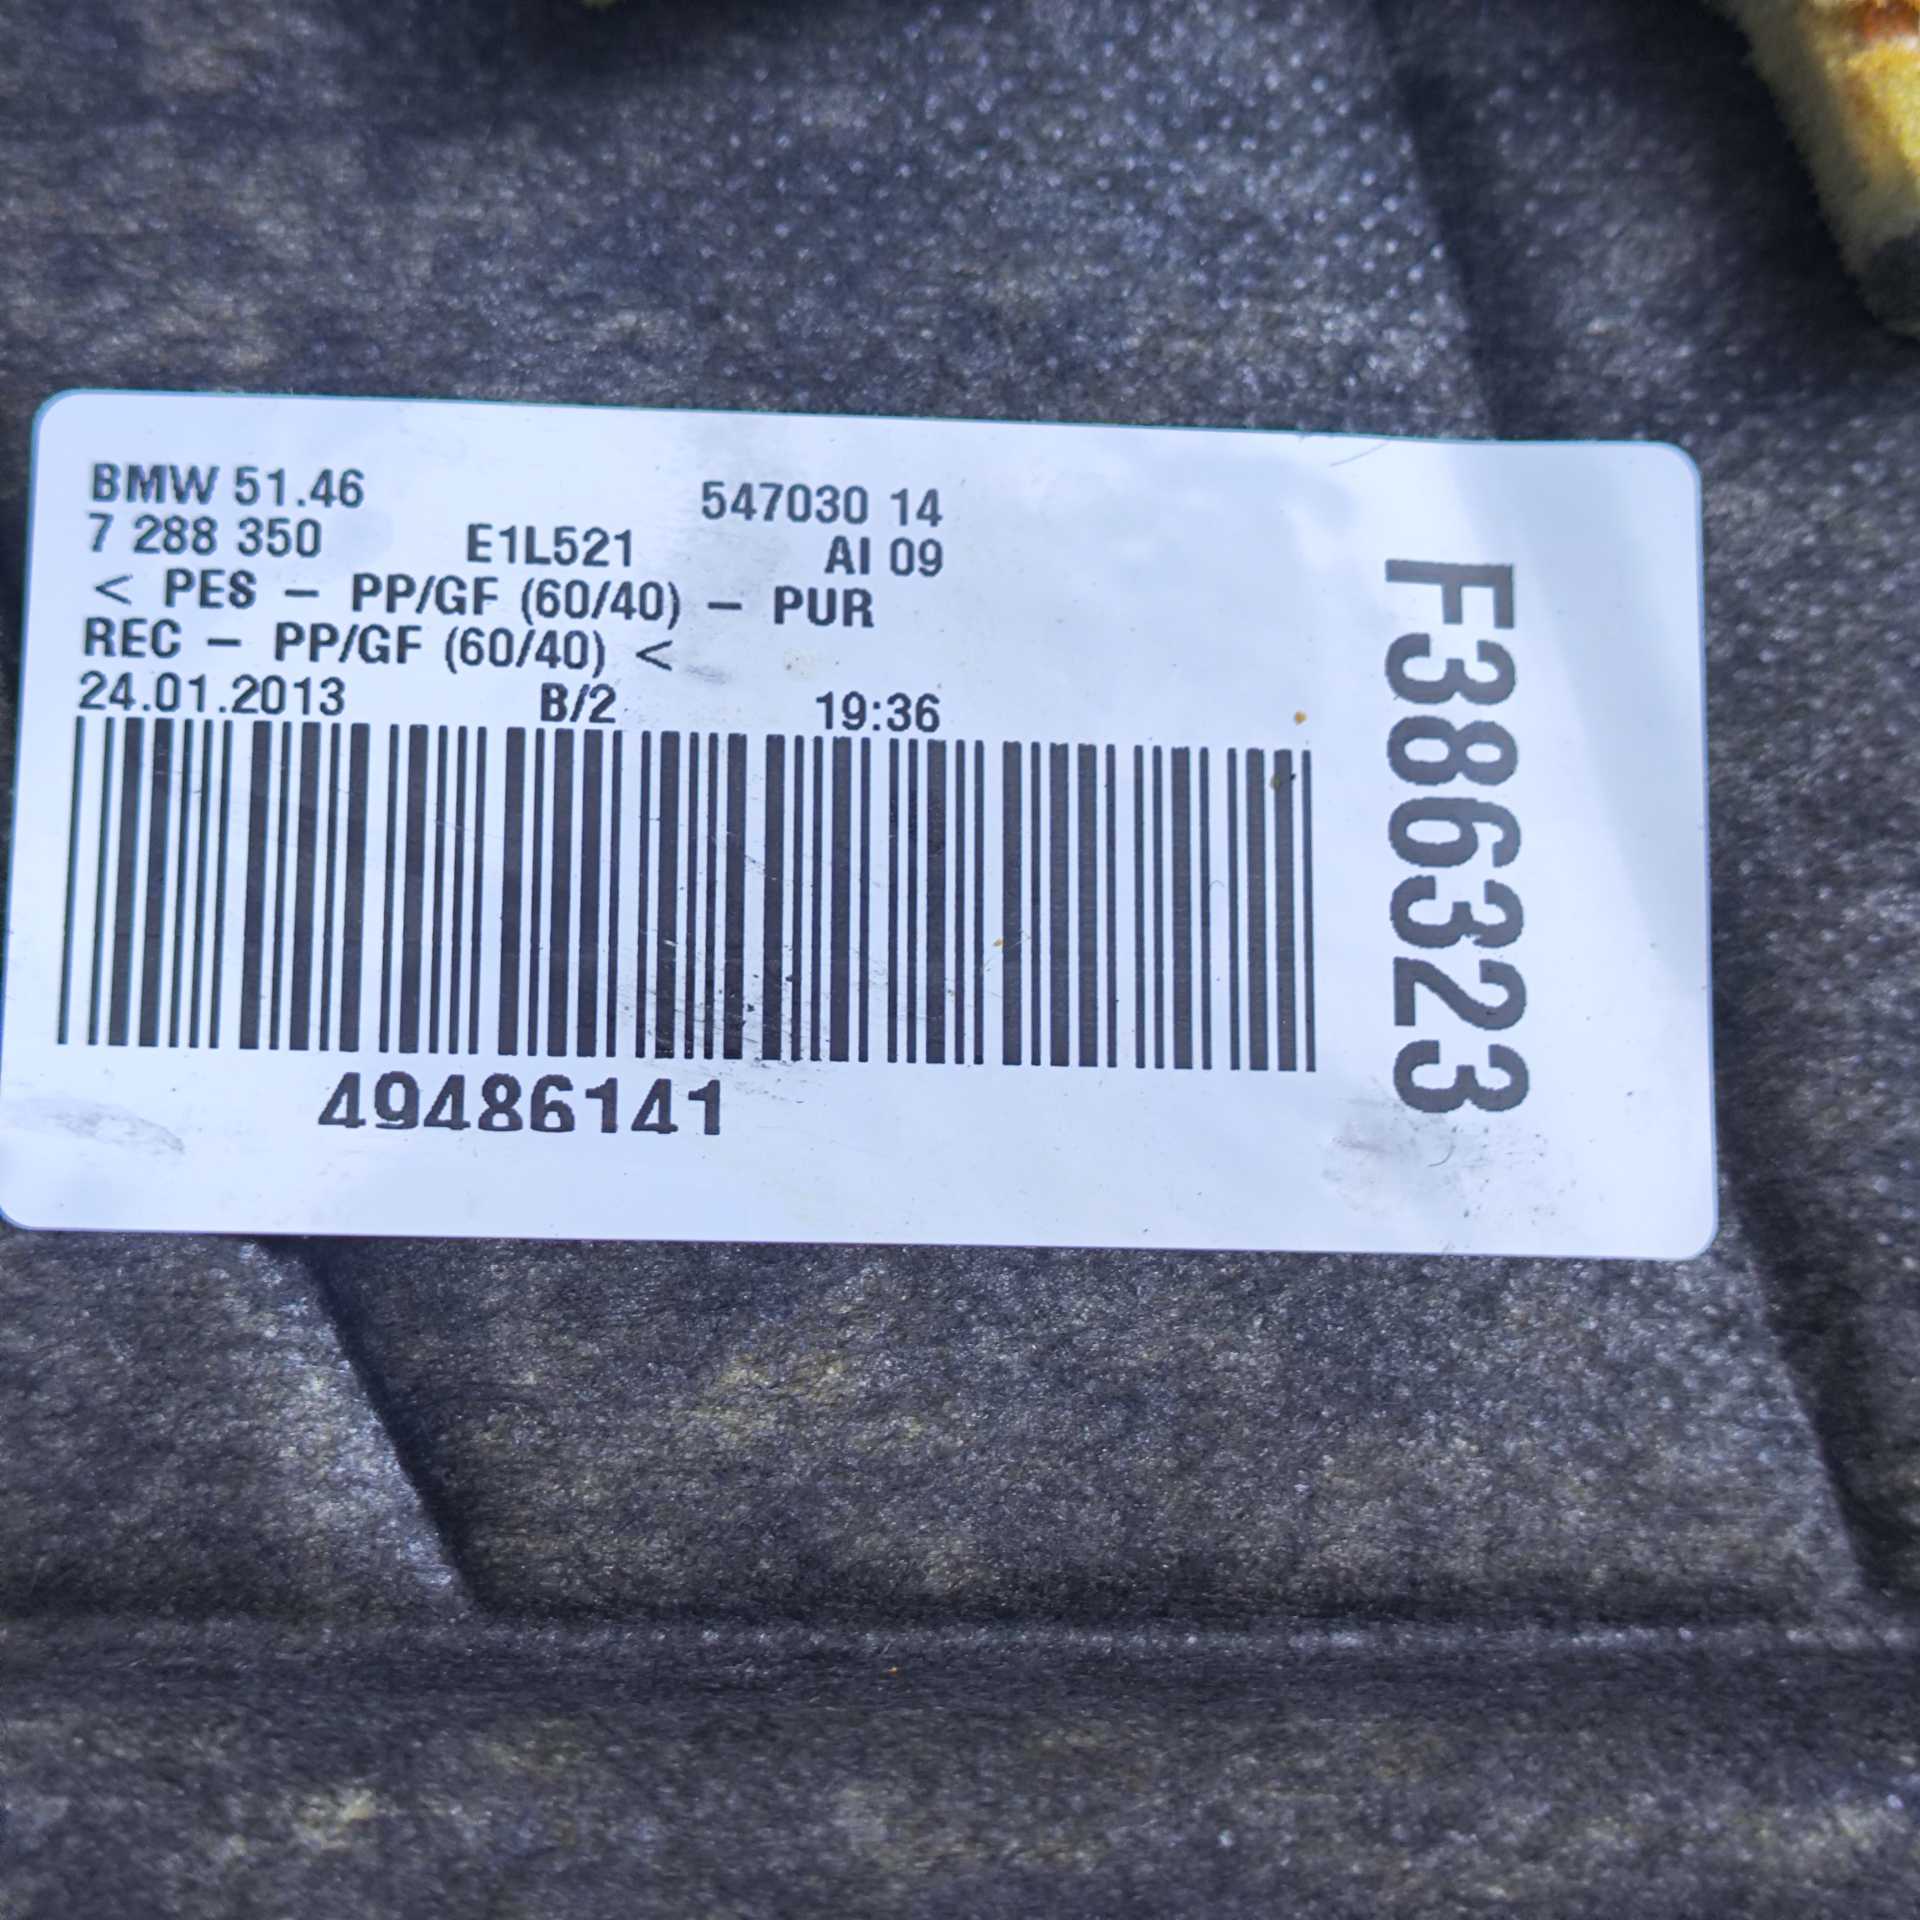 BMW 51.46 547030 14
7 288 350 E1L521 AI 09
< PES - PP/GF (60/40) - PUR
REC - PP/GF (60/40) <
24.01.2013 B/2 19:36
49486141
F386323